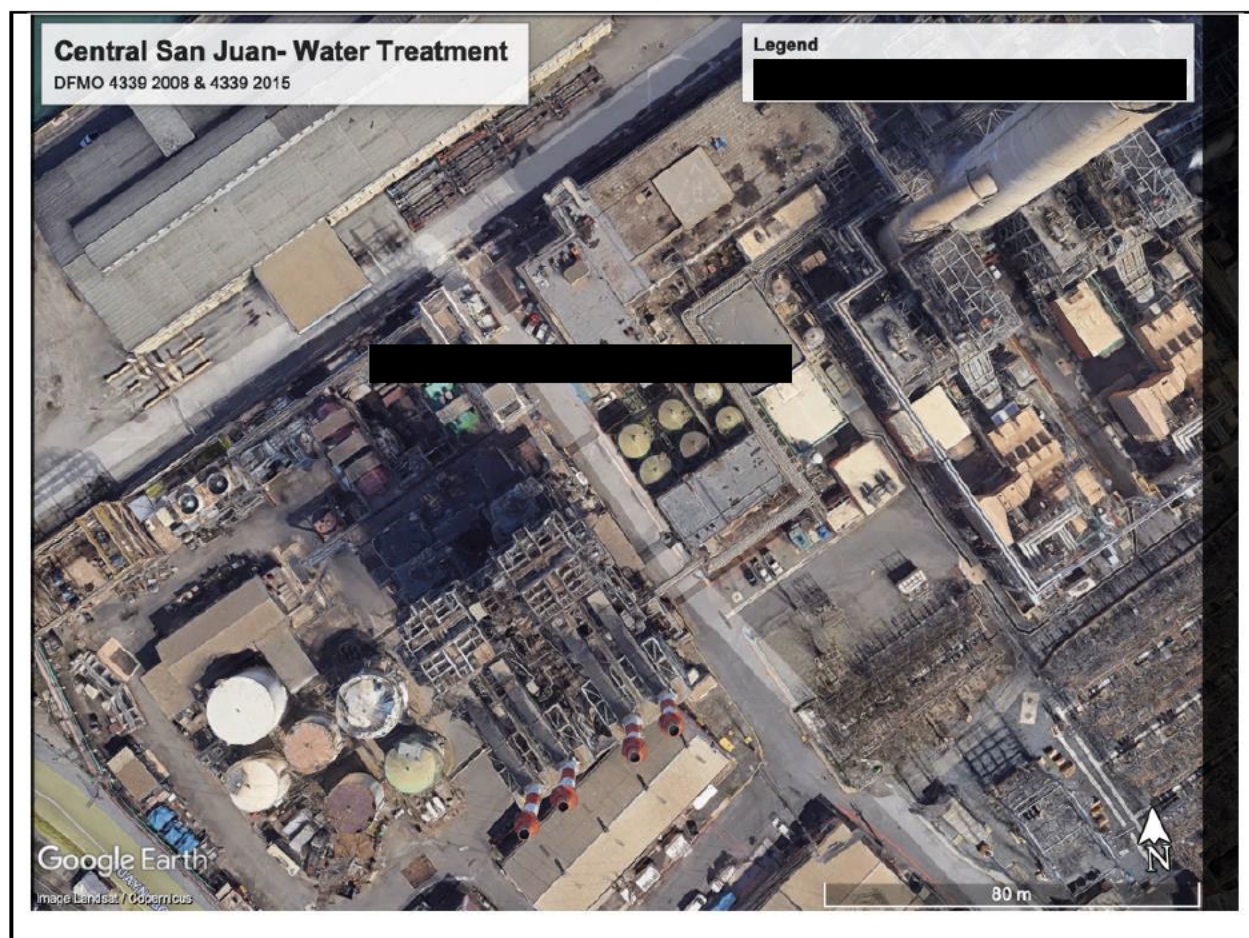 Central San Juan- Water Treatment
DFMO 4339 2008 & 4339 2015
Legend
Google Earth
Image Landsat / Copernicus
N
80 m